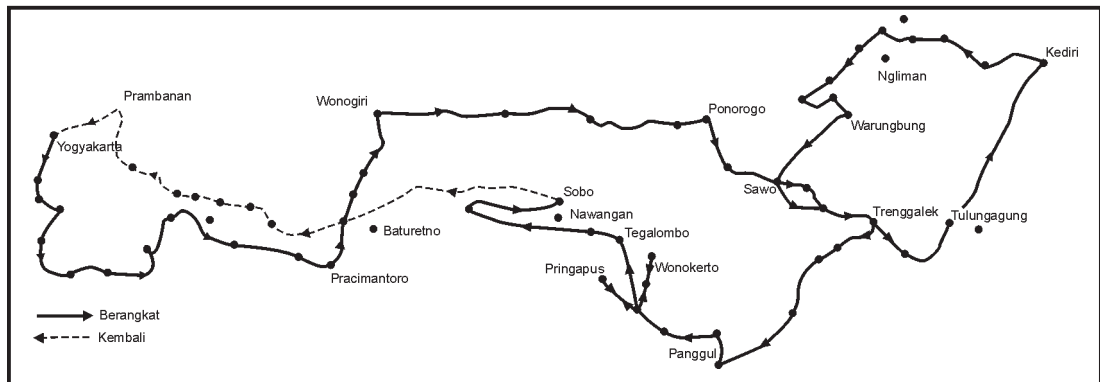 Kediri
Ngliman
Prambanan
Wonogiri
Ponorogo
Warungbung
Yogyakarta
Sawo
Sobo
Nawangan
Trenggalek
Tulungagung
Baturetno
Tegalombo
Pringapus
Wonokerto
Pracimantoro
Berangkat
Kembali
Panggul